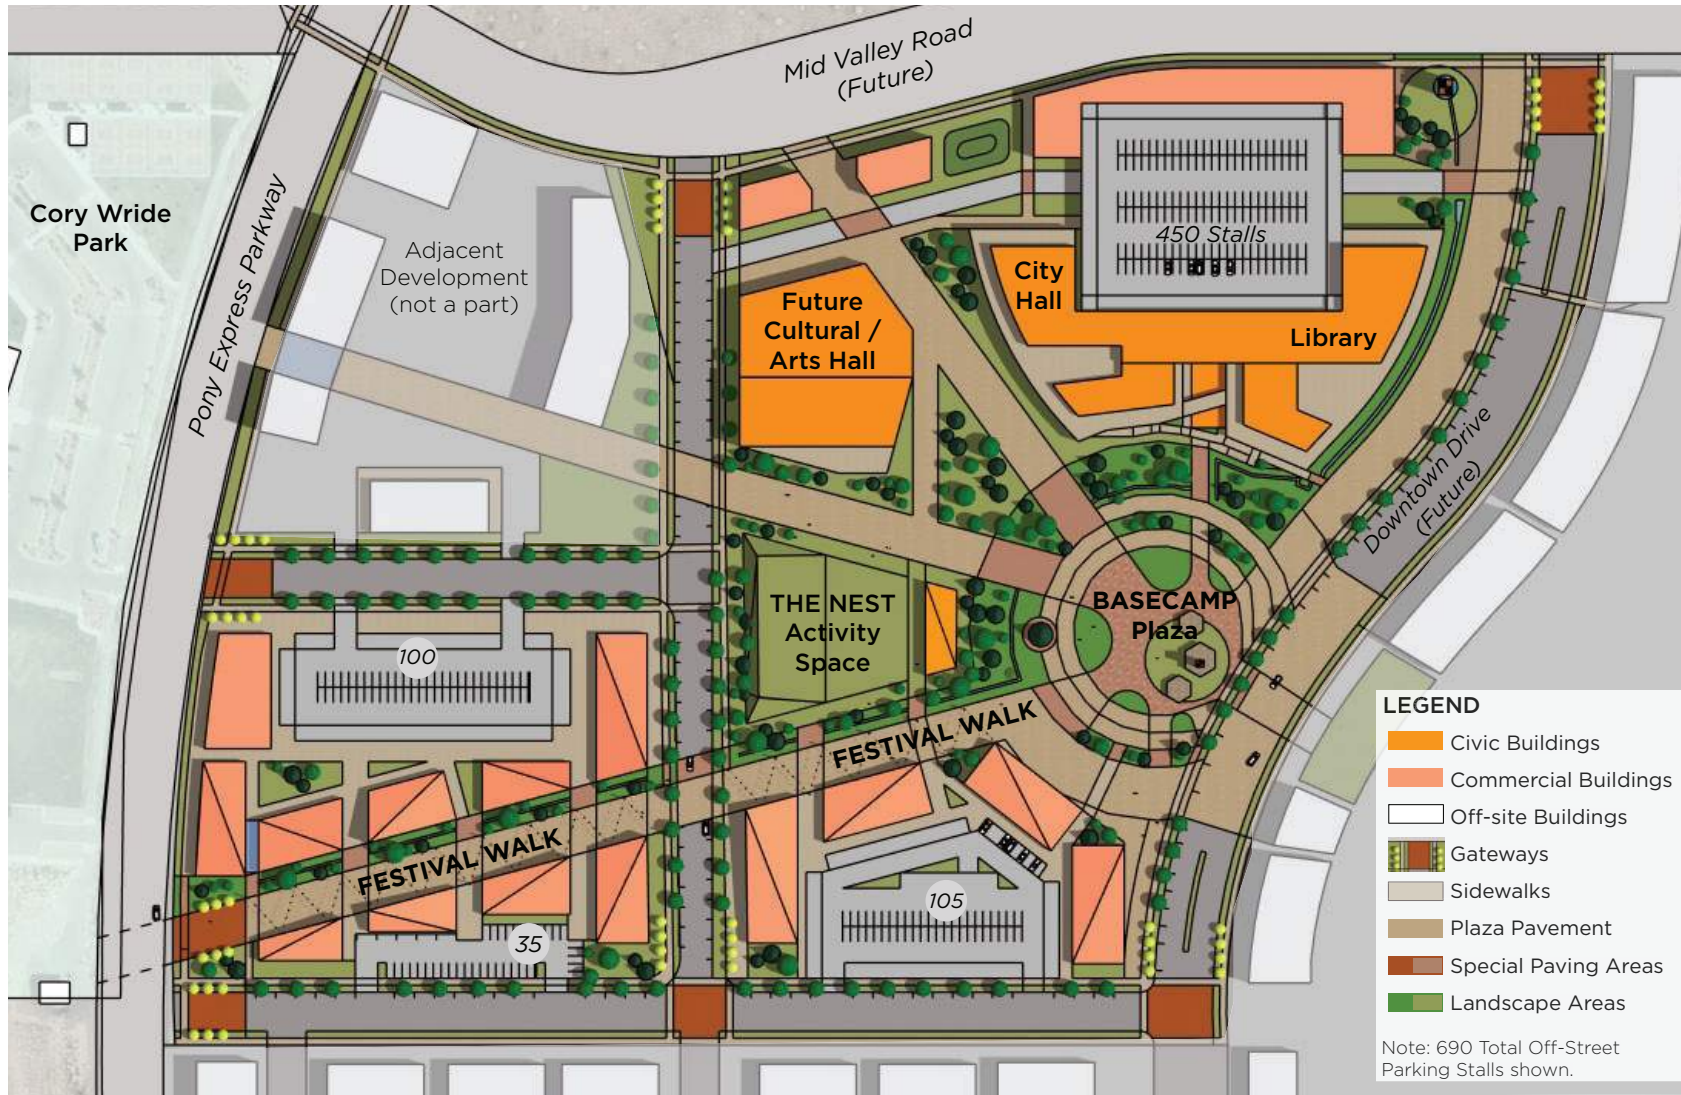 Mid Valley Road
(Future)
Cory Wride
Park
Pony Express Parkway
Adjacent
Development
(not a part)
450 Stalls
City
Hall
Library
Future
Cultural /
Arts Hall
Downtown Drive
(Future)
THE NEST
Activity
Space
BASECAMP
Plaza
100
FESTIVAL WALK
FESTIVAL WALK
35
105
LEGEND
Civic Buildings
Commercial Buildings
Off-site Buildings
Gateways
Sidewalks
Plaza Pavement
Special Paving Areas
Landscape Areas
Note: 690 Total Off-Street
Parking Stalls shown.